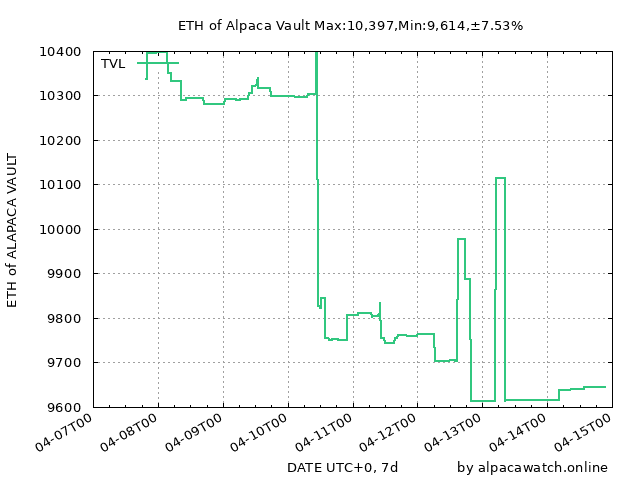 ETH of Alpaca Vault Max:10,397,Min:9,614,±7.53%
TVL
10400
10300
10200
10100
10000
9900
9800
9700
9600
ETH of ALAPACA VAULT
04-07T00
04-08T00
04-09T00
04-10T00
04-11T00
04-12T00
04-13T00
04-14T00
04-15T00
DATE UTC+0, 7d
by alpacawatch.online